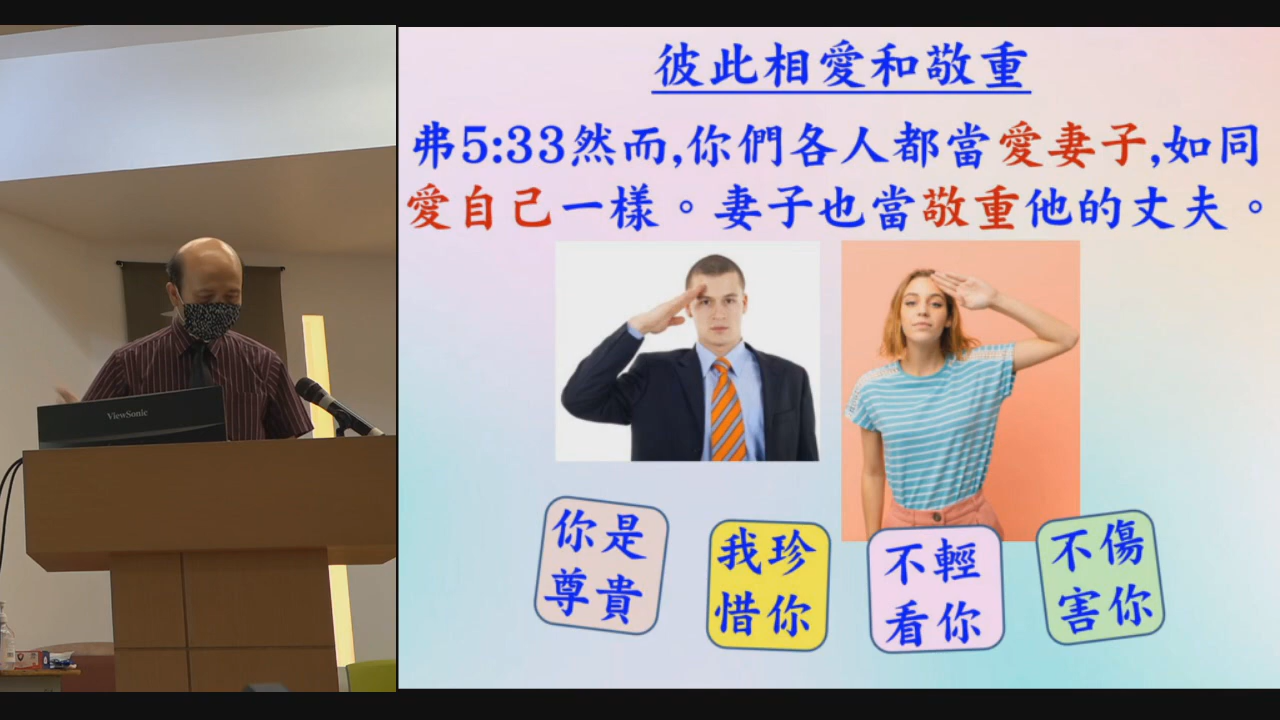 彼此相愛和敬重
弗5:33然而,你們各人都當愛妻子,如同
愛自己一樣。妻子也當敬重他的丈夫。
你是
尊貴
我珍
惜你
不輕
看你
不傷
害你
ViewSonic